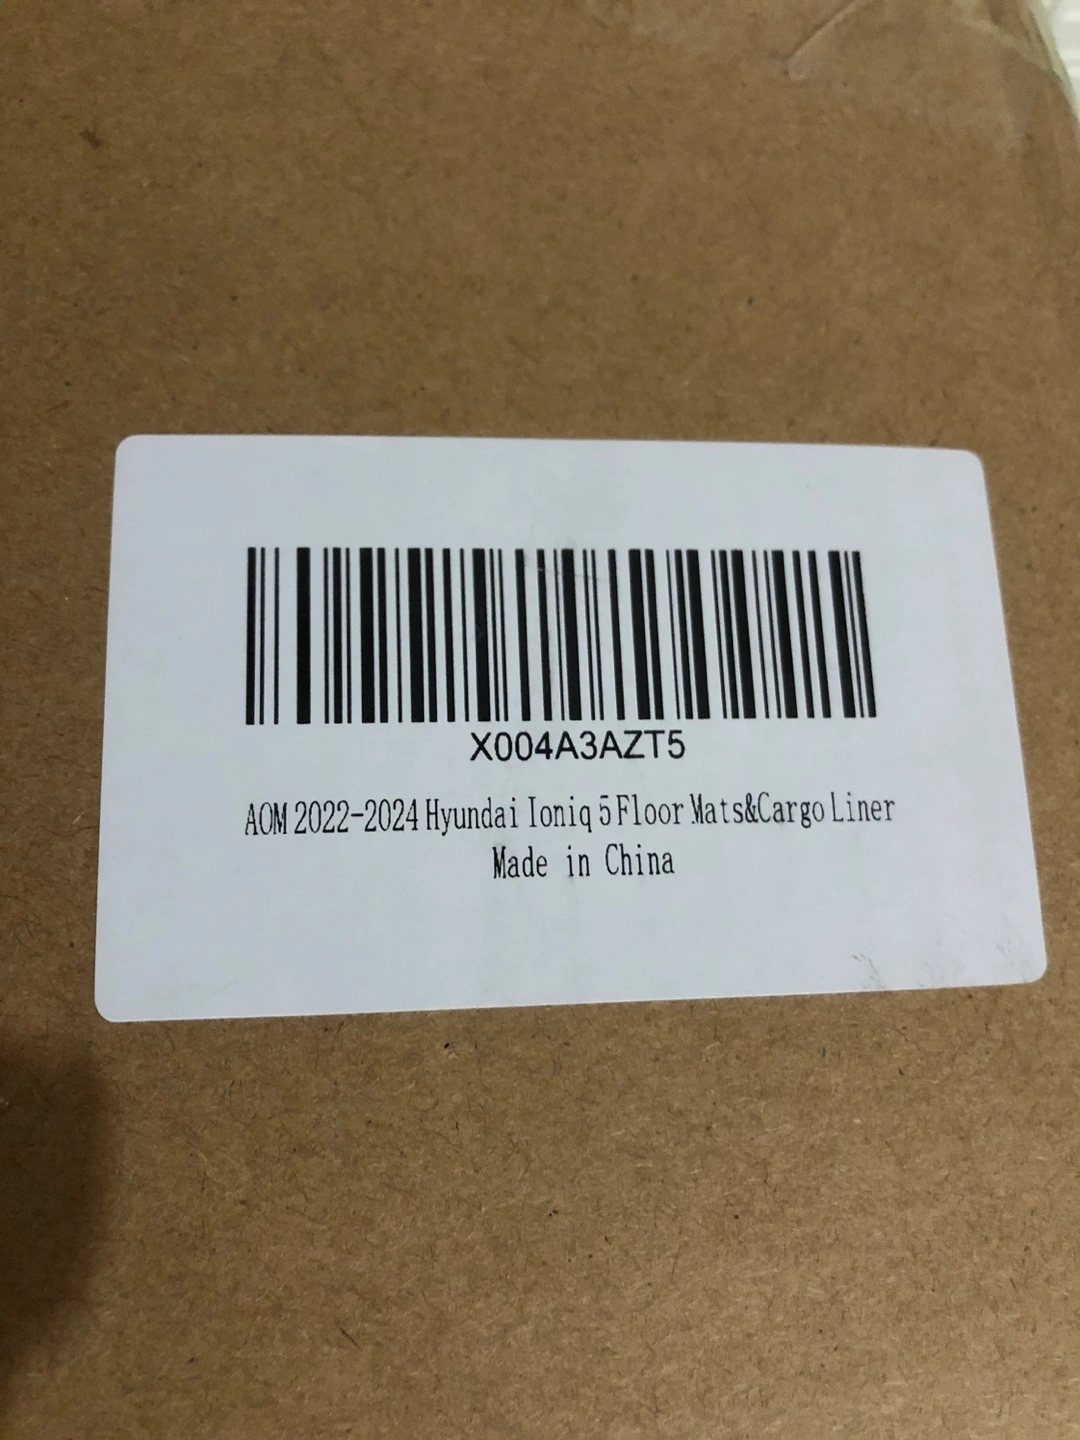 X004A3AZT5
AOM 2022-2024 Hyundai Ioniq 5 Floor Mats&Cargo Liner
Made in China